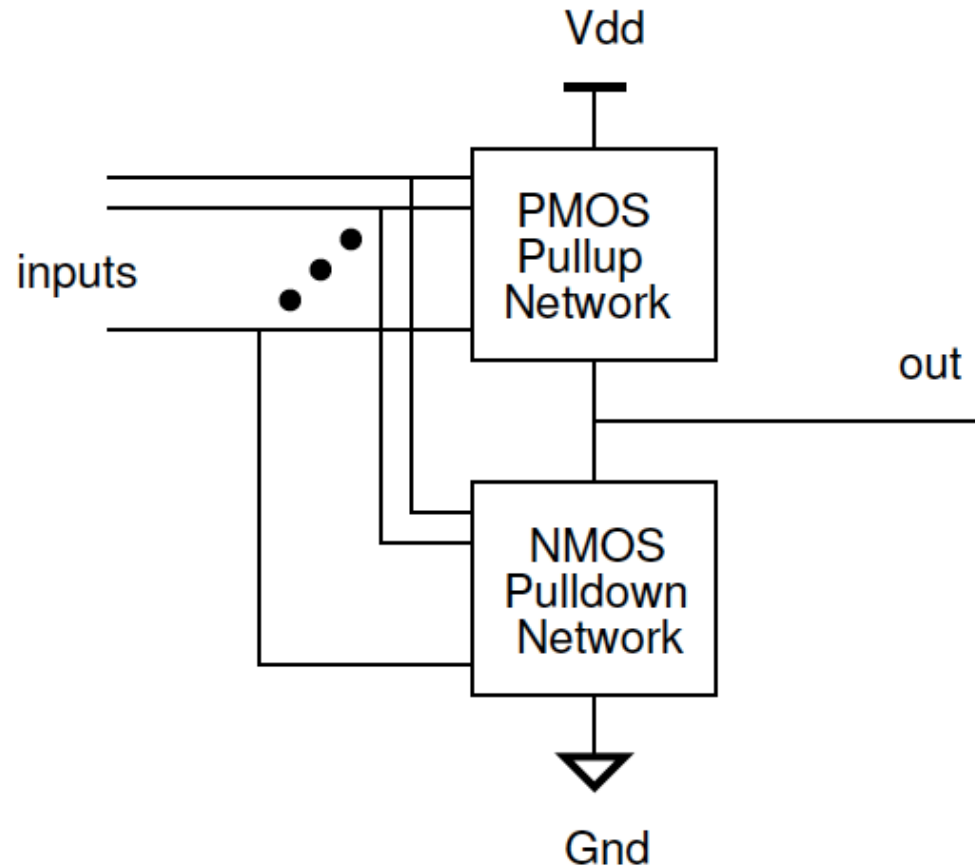 Vdd
PMOS
Pullup
Network
inputs
out
NMOS
Pulldown
Network
Gnd